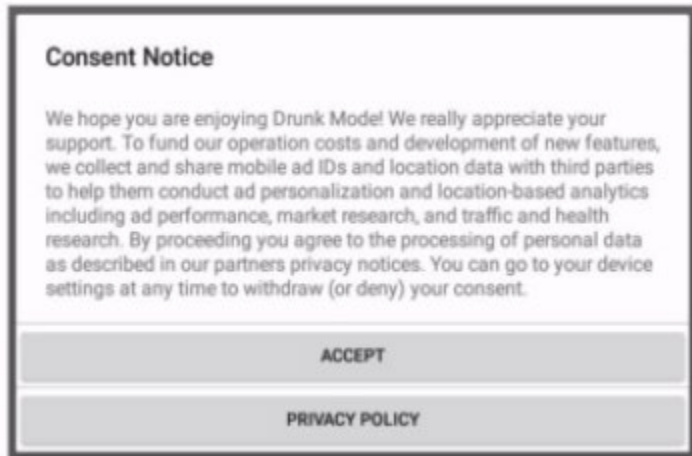 Consent Notice
We hope you are enjoying Drunk Mode! We really appreciate your
support. To fund our operation costs and development of new features,
we collect and share mobile ad IDs and location data with third parties
to help them conduct ad personalization and location-based analytics
including ad performance, market research, and traffic and health
research. By proceeding you agree to the processing of personal data
as described in our partners privacy notices. You can go to your device
settings at any time to withdraw (or deny) your consent.
ACCEPT
PRIVACY POLICY